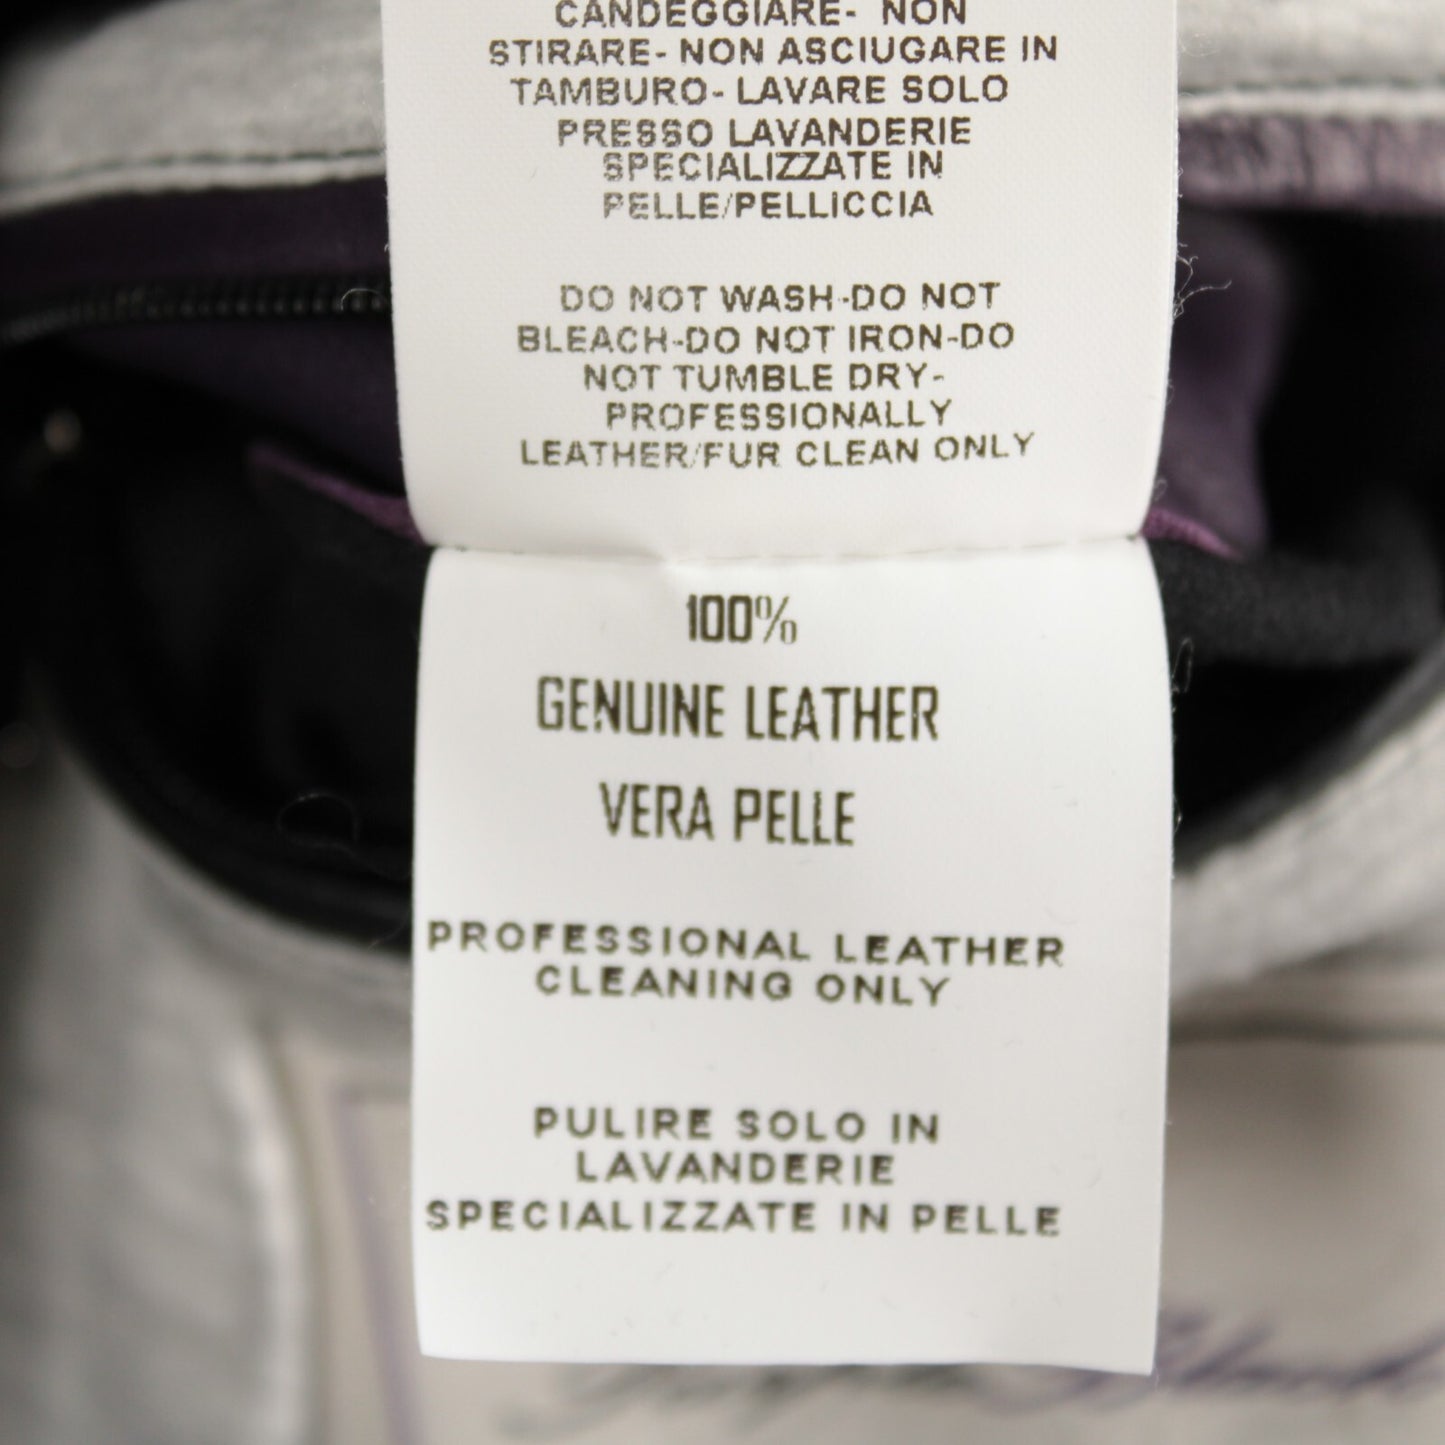 CANDEGGIARE- NON
STIRARE- NON ASCIUGARE IN
TAMBURO- LAVARE SOLO
PRESSO LAVANDERIE
SPECIALIZZATE IN
PELLE/PELLICCIA
DO NOT WASH-DO NOT
BLEACH-DO NOT IRON-DO
NOT TUMBLE DRY-
PROFESSIONALLY
LEATHER/FUR CLEAN ONLY
100%
GENUINE LEATHER
VERA PELLE
PROFESSIONAL LEATHER
CLEANING ONLY
PULIRE SOLO IN
LAVANDERIE
SPECIALIZZATE IN PELLE